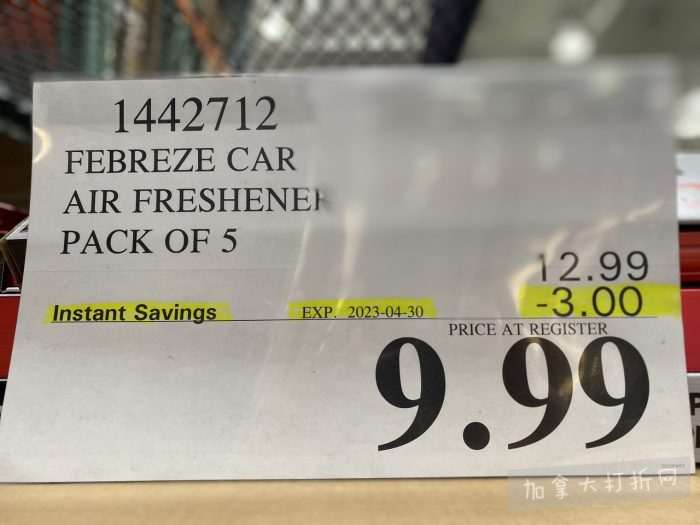 1442712
FEBREZE CAR
AIR FRESHENER
PACK OF 5
12.99
Instant Savings EXP. 2023-04-30 -3.00
PRICE AT REGISTER
9.99
加拿大打折网